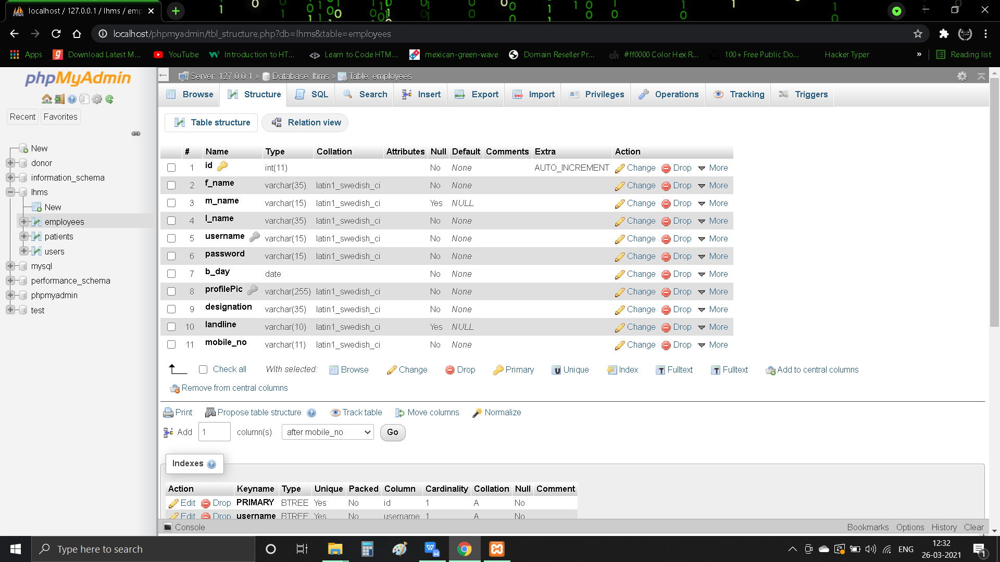 localhost / 127.0.0.1 / lhms / emp
localhost/phpmyadmin/tbl_structure.php?db=lhms&table=employees
Apps Download Latest M... YouTube Introduction to HT... Learn to Code HTM... mexican-green-wave Domain Reseller Pr... #ff0000 Color Hex R... 100+ Free Public Do... Hacker Typer » Reading list
phpMyAdmin
Recent Favorites
New
donor
information_schema
lhms
New
employees
patients
users
mysql
performance_schema
phpmyadmin
test
Server: 127.0.0.1 » Database: lhms » Table: employees
Browse Structure SQL Search Insert Export Import Privileges Operations Tracking Triggers
Table structure Relation view
# Name Type Collation Attributes Null Default Comments Extra Action
1 id int(11) No None AUTO_INCREMENT Change Drop More
2 f_name varchar(35) latin1_swedish_ci No None Change Drop More
3 m_name varchar(15) latin1_swedish_ci Yes NULL Change Drop More
4 l_name varchar(35) latin1_swedish_ci No None Change Drop More
5 username varchar(15) latin1_swedish_ci No None Change Drop More
6 password varchar(15) latin1_swedish_ci No None Change Drop More
7 b_day date No None Change Drop More
8 profilePic varchar(255) latin1_swedish_ci No None Change Drop More
9 designation varchar(35) latin1_swedish_ci No None Change Drop More
10 landline varchar(10) latin1_swedish_ci Yes NULL Change Drop More
11 mobile_no varchar(11) latin1_swedish_ci No None Change Drop More
Check all With selected: Browse Change Drop Primary Unique Index Fulltext Fulltext Add to central columns
Remove from central columns
Print Propose table structure Track table Move columns Normalize
Add 1 column(s) after mobile_no Go
Indexes
Action Keyname Type Unique Packed Column Cardinality Collation Null Comment
Edit Drop PRIMARY BTREE Yes No id 1 A No
Edit Drop username BTREE Yes No username 1 A No
Console Bookmarks Options History Clear
Type here to search
ENG
12:32
26-03-2021
1